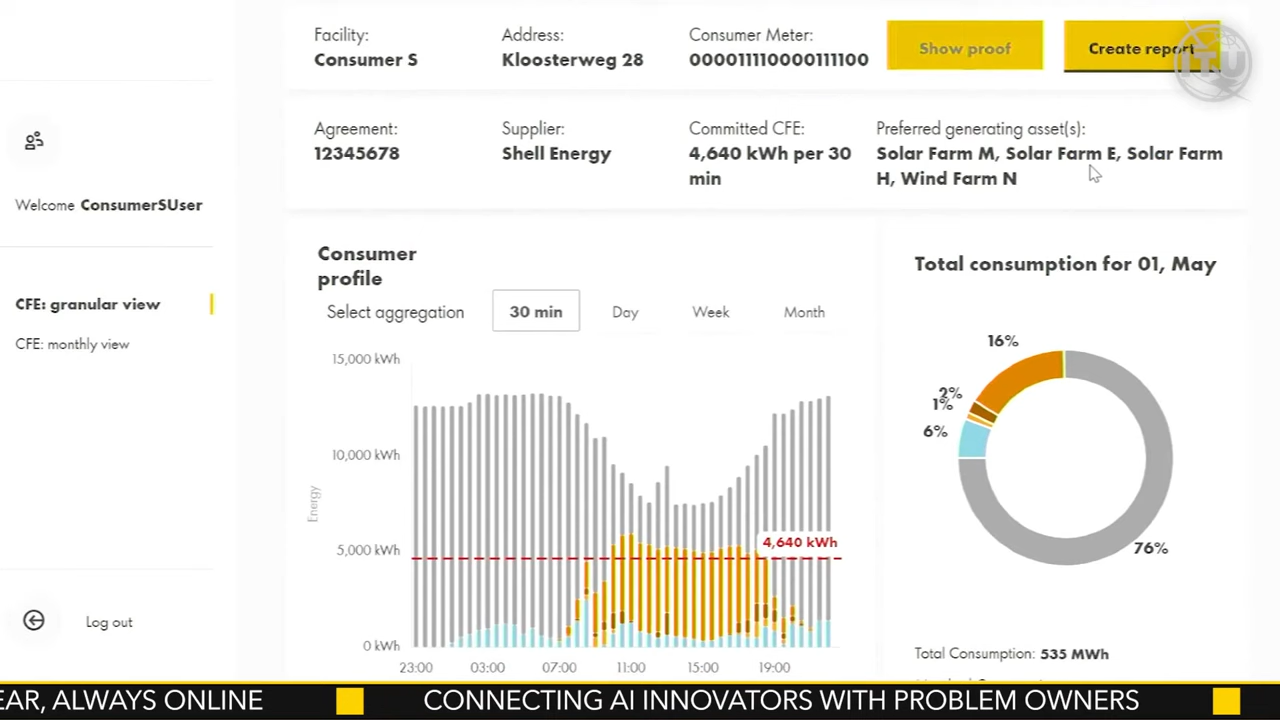 Facility:
Consumer S
Address:
Kloosterweg 28
Consumer Meter:
000011110000111100
Show proof
Create report
ITU
Agreement:
12345678
Supplier:
Shell Energy
Committed CFE:
4,640 kWh per 30
min
Preferred generating asset(s):
Solar Farm M, Solar Farm E, Solar Farm
H, Wind Farm N
Welcome ConsumerSUser
CFE: granular view
CFE: monthly view
Log out
Consumer
profile
Select aggregation
30 min
Day
Week
Month
15,000 kWh
10,000 kWh
5,000 kWh
0 kWh
Energy
4,640 kWh
23:00
03:00
07:00
11:00
15:00
19:00
Total consumption for 01, May
16%
2%
1%
6%
76%
Total Consumption: 535 MWh
EAR, ALWAYS ONLINE
CONNECTING AI INNOVATORS WITH PROBLEM OWNERS